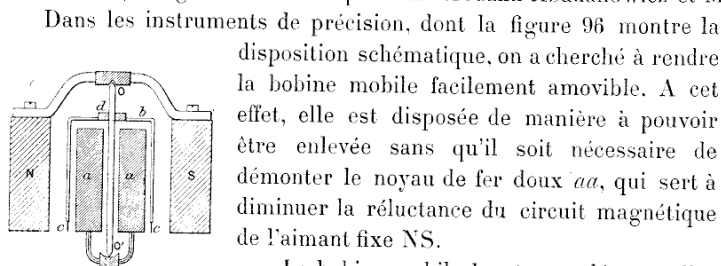 Dans les instruments de précision, dont la figure 96 montre la
disposition schématique, on a cherché à rendre
la bobine mobile facilement amovible. A cet
effet, elle est disposée de manière à pouvoir
être enlevée sans qu'il soit nécessaire de
démonter le noyau de fer doux aa, qui sert à
diminuer la réluctance du circuit magnétique
de l'aimant fixe NS.
O
d b
N a a S
c c
O'